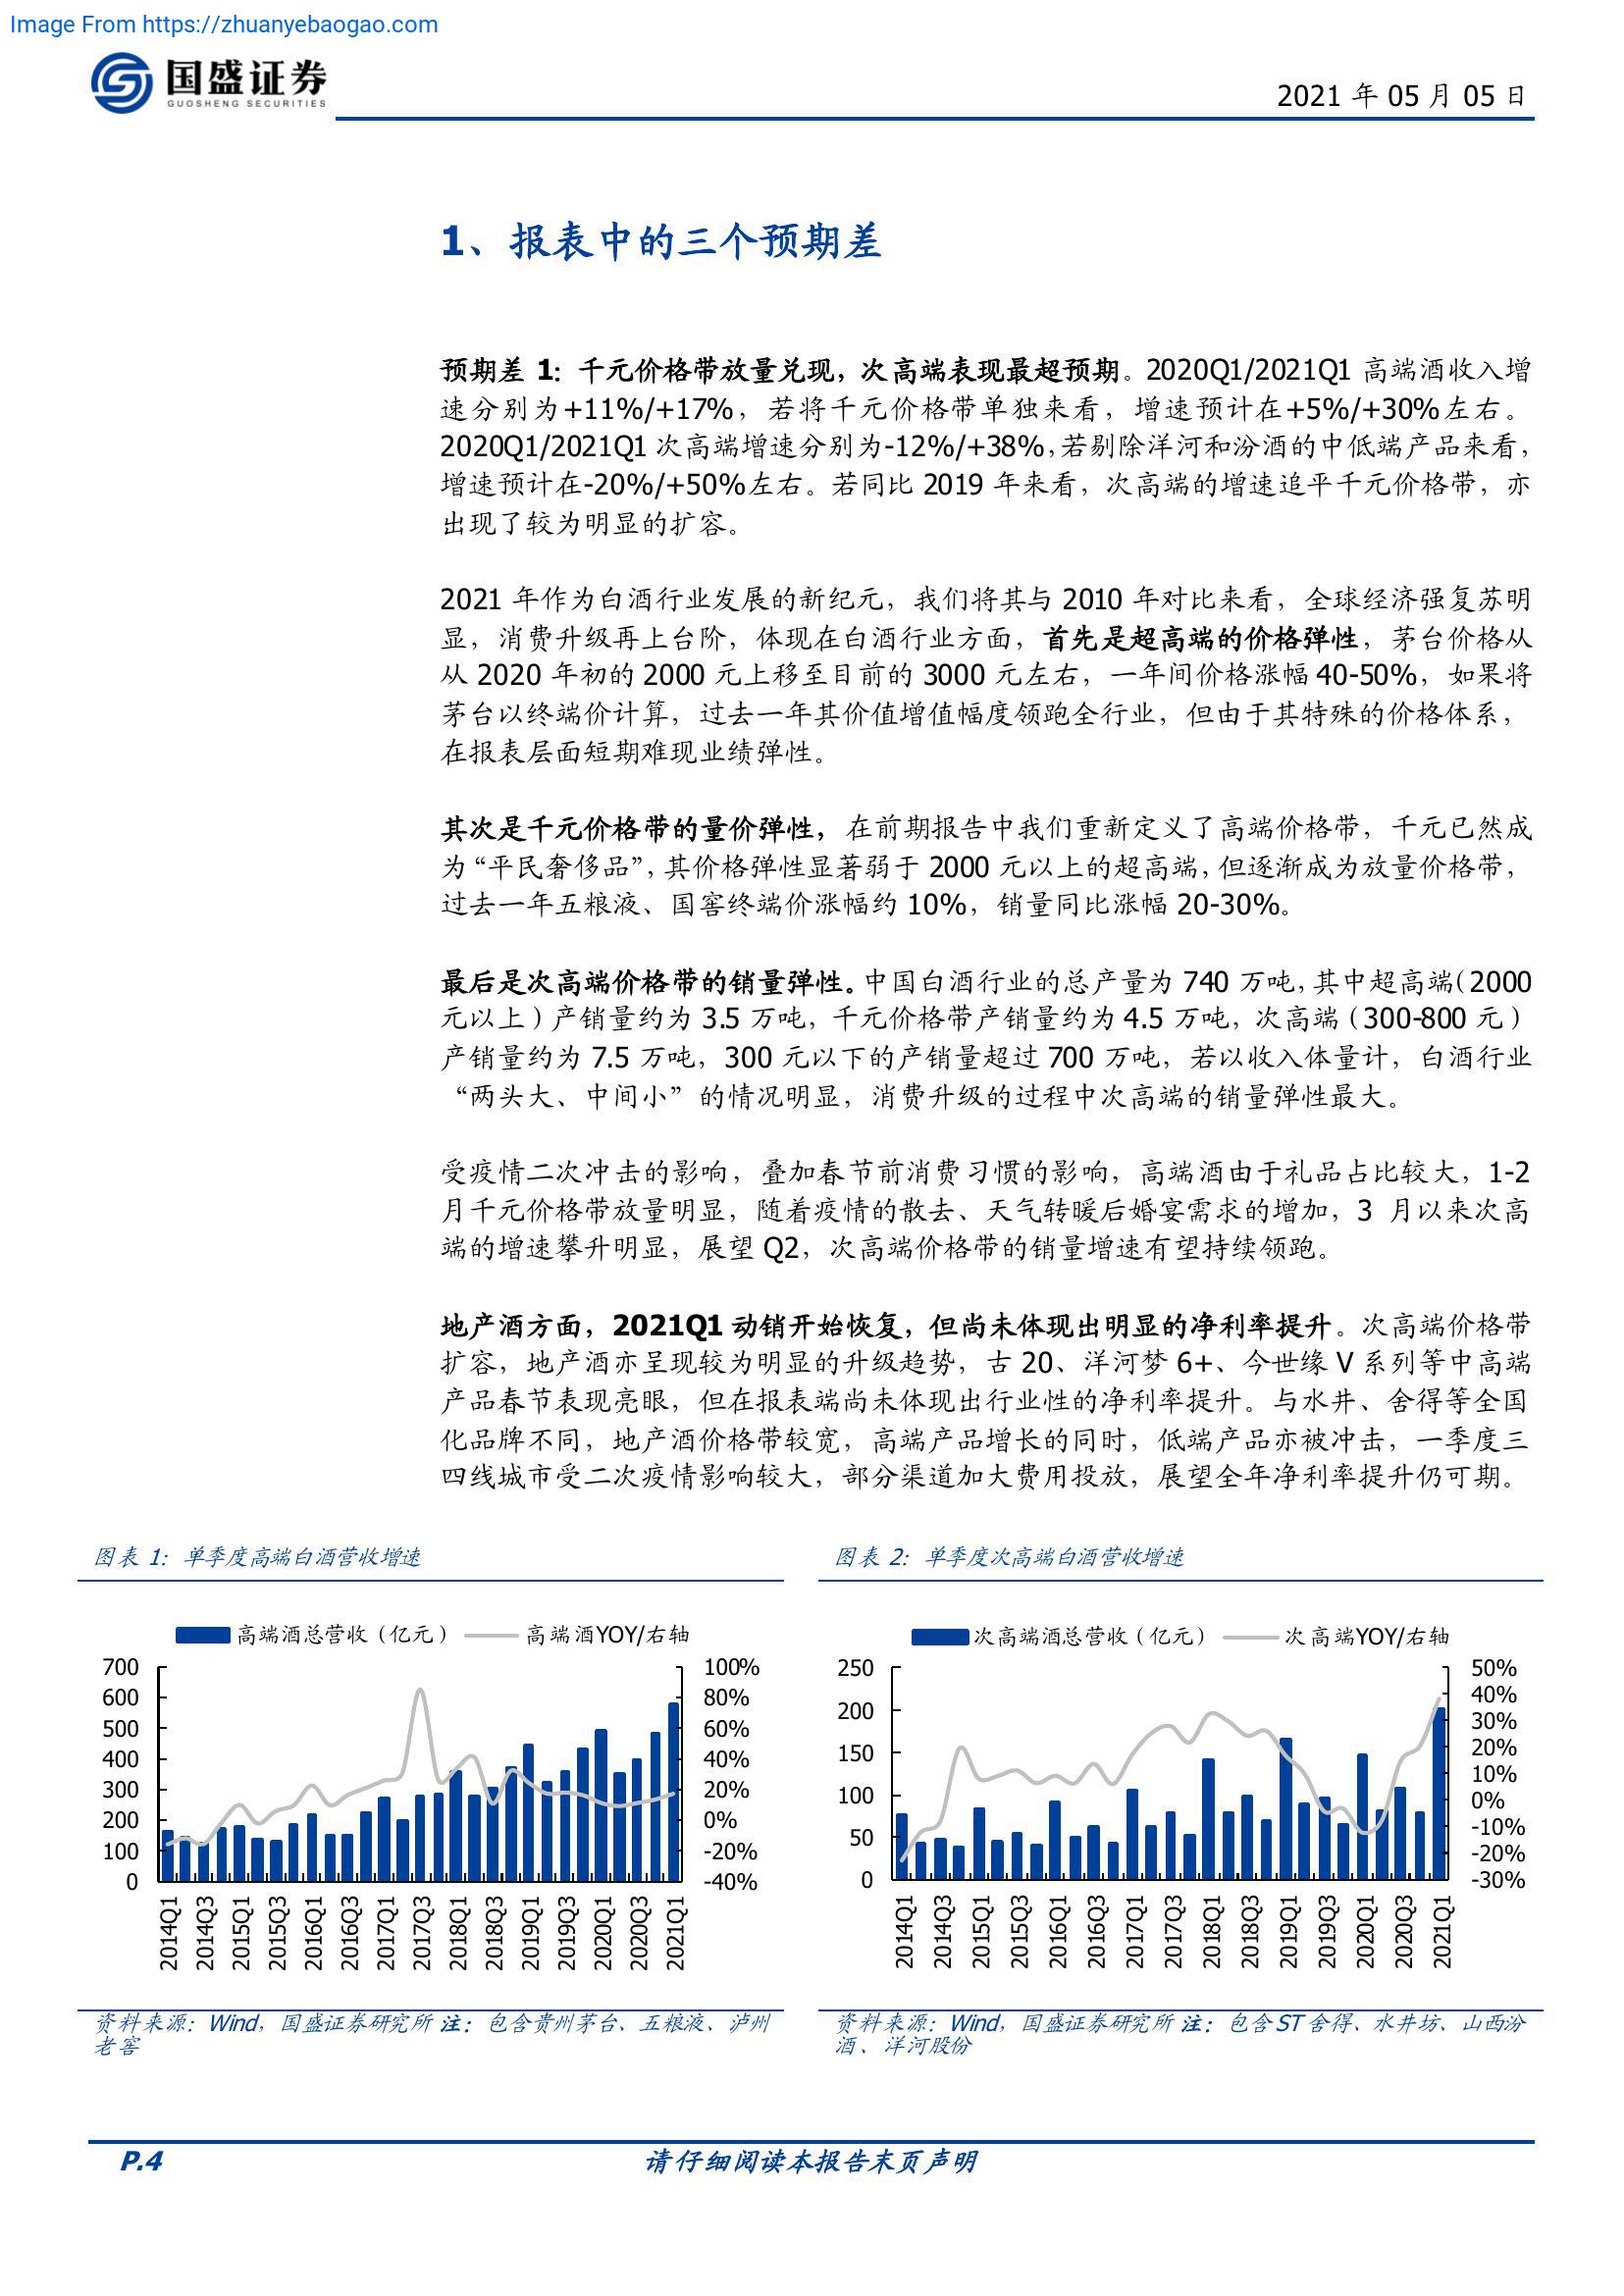 Image From https://zhuanyebaogao.com
国盛证券
GUOSHENG SECURITIES
2021 年 05 月 05 日
1、报表中的三个预期差
预期差 1：千元价格带放量兑现，次高端表现最超预期。2020Q1/2021Q1 高端酒收入增
速分别为+11%/+17%，若将千元价格带单独来看，增速预计在+5%/+30%左右。
2020Q1/2021Q1 次高端增速分别为-12%/+38%，若剔除洋河和汾酒的中低端产品来看，
增速预计在-20%/+50%左右。若同比 2019 年来看，次高端的增速追平千元价格带，亦
出现了较为明显的扩容。
2021 年作为白酒行业发展的新纪元，我们将其与 2010 年对比来看，全球经济强复苏明
显，消费升级再上台阶，体现在白酒行业方面，首先是超高端的价格弹性，茅台价格从
从 2020 年初的 2000 元上移至目前的 3000 元左右，一年间价格涨幅 40-50%，如果将
茅台以终端价计算，过去一年其价值增值幅度领跑全行业，但由于其特殊的价格体系，
在报表层面短期难现业绩弹性。
其次是千元价格带的量价弹性，在前期报告中我们重新定义了高端价格带，千元已然成
为“平民奢侈品”，其价格弹性显著弱于 2000 元以上的超高端，但逐渐成为放量价格带，
过去一年五粮液、国窖终端价涨幅约 10%，销量同比涨幅 20-30%。
最后是次高端价格带的销量弹性。中国白酒行业的总产量为 740 万吨，其中超高端（2000
元以上）产销量约为 3.5 万吨，千元价格带产销量约为 4.5 万吨，次高端（300-800 元）
产销量约为 7.5 万吨，300 元以下的产销量超过 700 万吨，若以收入体量计，白酒行业
“两头大、中间小”的情况明显，消费升级的过程中次高端的销量弹性最大。
受疫情二次冲击的影响，叠加春节前消费习惯的影响，高端酒由于礼品占比较大，1-2
月千元价格带放量明显，随着疫情的散去、天气转暖后婚宴需求的增加，3 月以来次高
端的增速攀升明显，展望 Q2，次高端价格带的销量增速有望持续领跑。
地产酒方面，2021Q1 动销开始恢复，但尚未体现出明显的净利率提升。次高端价格带
扩容，地产酒亦呈现较为明显的升级趋势，古 20、洋河梦 6+、今世缘 V 系列等中高端
产品春节表现亮眼，但在报表端尚未体现出行业性的净利率提升。与水井、舍得等全国
化品牌不同，地产酒价格带较宽，高端产品增长的同时，低端产品亦被冲击，一季度三
四线城市受二次疫情影响较大，部分渠道加大费用投放，展望全年净利率提升仍可期。
图表 1：单季度高端白酒营收增速
高端酒总营收（亿元） 高端酒YOY/右轴
700 100%
600 80%
500 60%
400 40%
300 20%
200 0%
100 -20%
0 -40%
2014Q1 2014Q3 2015Q1 2015Q3 2016Q1 2016Q3 2017Q1 2017Q3 2018Q1 2018Q3 2019Q1 2019Q3 2020Q1 2020Q3 2021Q1
资料来源：Wind，国盛证券研究所 注：包含贵州茅台、五粮液、泸州
老窖
图表 2：单季度次高端白酒营收增速
次高端酒总营收（亿元） 次高端YOY/右轴
250
200
150
100
50
0
50%
40%
30%
20%
10%
0%
-10%
-20%
-30%
2014Q1 2014Q3 2015Q1 2015Q3 2016Q1 2016Q3 2017Q1 2017Q3 2018Q1 2018Q3 2019Q1 2019Q3 2020Q1 2020Q3 2021Q1
资料来源：Wind，国盛证券研究所 注：包含 ST 舍得、水井坊、山西汾
酒、洋河股份
P.4
请仔细阅读本报告末页声明